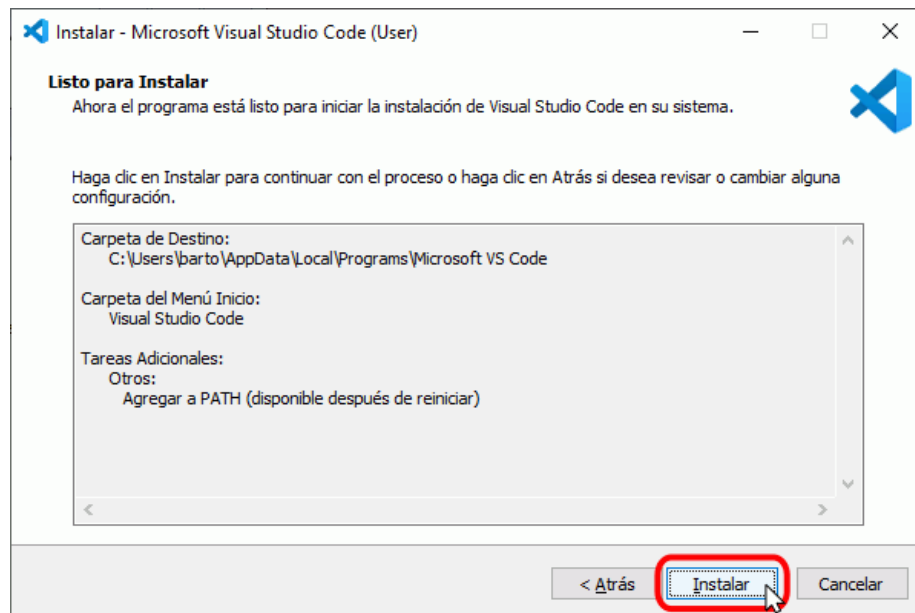 Instalar - Microsoft Visual Studio Code (User)
Listo para Instalar
Ahora el programa está listo para iniciar la instalación de Visual Studio Code en su sistema.
Haga clic en Instalar para continuar con el proceso o haga clic en Atrás si desea revisar o cambiar alguna
configuración.
Carpeta de Destino:
C:\Users\barto\AppData\Local\Programs\Microsoft VS Code
Carpeta del Menú Inicio:
Visual Studio Code
Tareas Adicionales:
Otros:
Agregar a PATH (disponible después de reiniciar)
< Atrás
Instalar
Cancelar